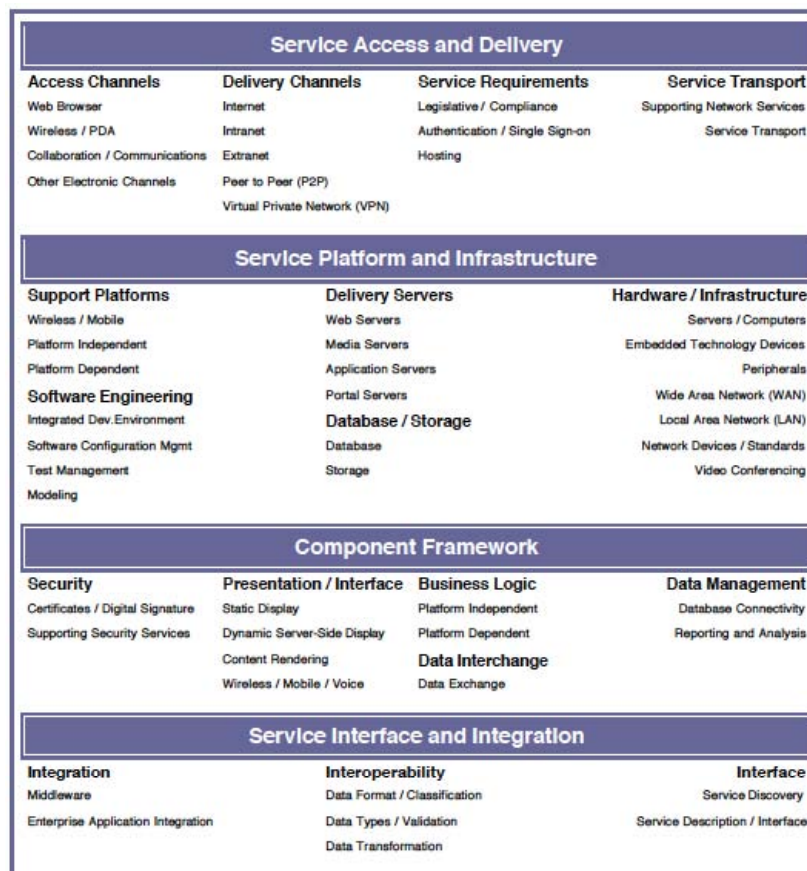 Service Access and Delivery
Access Channels
Web Browser
Wireless / PDA
Collaboration / Communications
Other Electronic Channels
Delivery Channels
Internet
Intranet
Extranet
Peer to Peer (P2P)
Virtual Private Network (VPN)
Service Requirements
Legislative / Compliance
Authentication / Single Sign-on
Hosting
Service Transport
Supporting Network Services
Service Transport
Service Platform and Infrastructure
Support Platforms
Wireless / Mobile
Platform Independent
Platform Dependent
Software Engineering
Integrated Dev.Environment
Software Configuration Mgmt
Test Management
Modeling
Delivery Servers
Web Servers
Media Servers
Application Servers
Portal Servers
Database / Storage
Database
Storage
Hardware / Infrastructure
Servers / Computers
Embedded Technology Devices
Peripherals
Wide Area Network (WAN)
Local Area Network (LAN)
Network Devices / Standards
Video Conferencing
Component Framework
Security
Certificates / Digital Signature
Supporting Security Services
Presentation / Interface
Static Display
Dynamic Server-Side Display
Content Rendering
Wireless / Mobile / Voice
Business Logic
Platform Independent
Platform Dependent
Data Interchange
Data Exchange
Data Management
Database Connectivity
Reporting and Analysis
Service Interface and Integration
Integration
Middleware
Enterprise Application Integration
Interoperability
Data Format / Classification
Data Types / Validation
Data Transformation
Interface
Service Discovery
Service Description / Interface